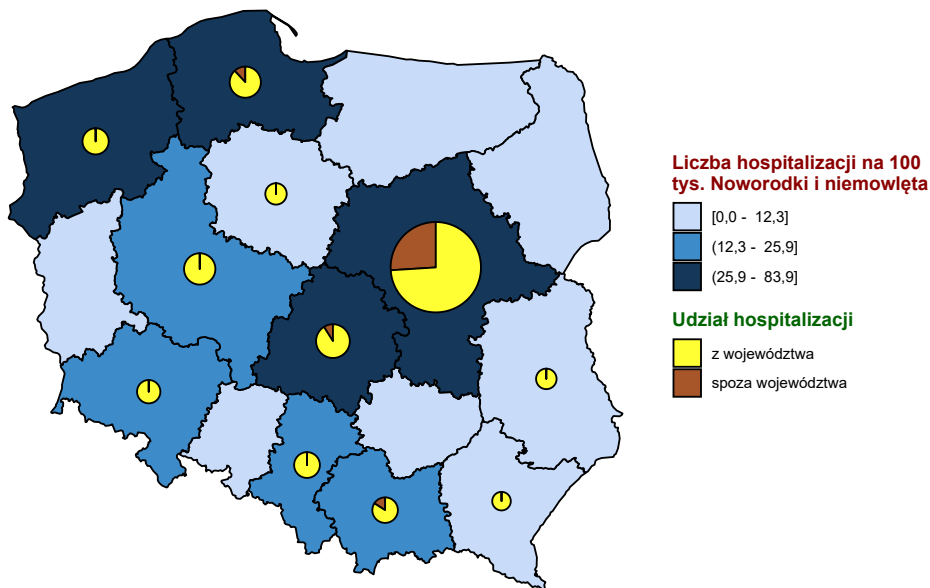 Liczba hospitalizacji na 100
tys. Noworodki i niemowlęta
[0,0 - 12,3]
(12,3 - 25,9]
(25,9 - 83,9]
Udział hospitalizacji
z województwa
spoza województwa